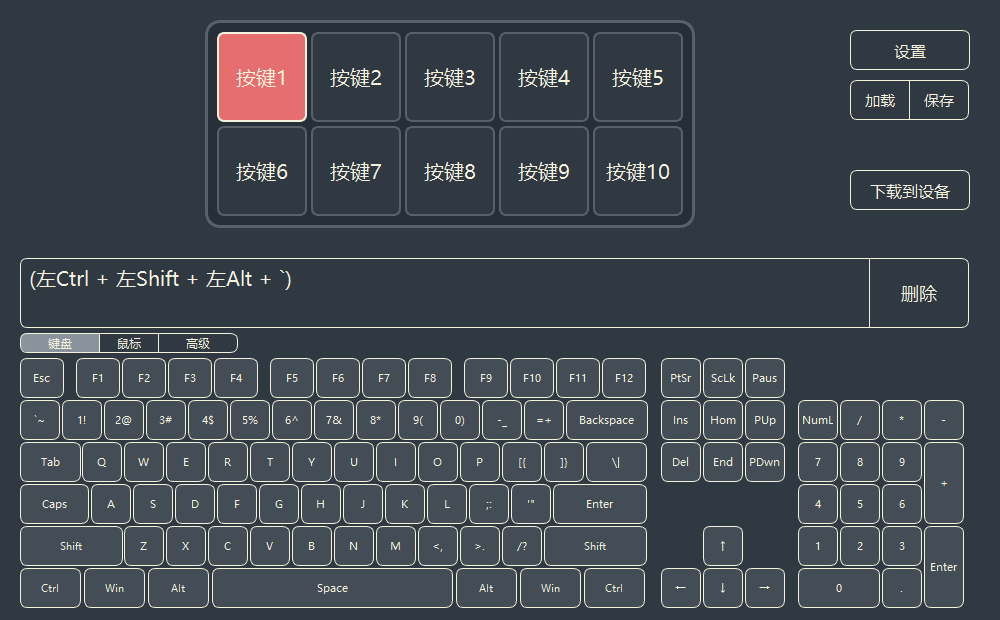 按键1 按键2 按键3 按键4 按键5
设置
加载 保存
按键6 按键7 按键8 按键9 按键10
下载到设备
(左Ctrl + 左Shift + 左Alt + `)
删除
键盘 鼠标 高级
Esc F1 F2 F3 F4 F5 F6 F7 F8 F9 F10 F11 F12 PtSr ScLk Paus
`~ 1! 2@ 3# 4$ 5% 6^ 7& 8* 9( 0) -_ =+ Backspace Ins Hom PUp NumL / * -
Tab Q W E R T Y U I O P [{ ]} \| Del End PDwn 7 8 9 +
Caps A S D F G H J K L ;: '" Enter 4 5 6
Shift Z X C V B N M <, >. /? Shift ↑ 1 2 3 Enter
Ctrl Win Alt Space Alt Win Ctrl ← ↓ → 0 .